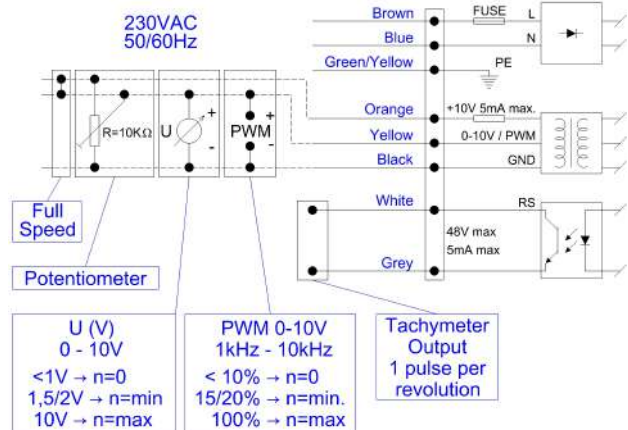 230VAC
50/60Hz
Brown
FUSE
L
Blue
N
Green/Yellow
PE
Orange
+10V 5mA max.
Yellow
0-10V / PWM
Black
GND
R=10KΩ
U
+
-
PWM
+
-
White
RS
48V max
5mA max
Grey
Full
Speed
Potentiometer
U (V)
0 - 10V
<1V → n=0
1,5/2V → n=min
10V → n=max
PWM 0-10V
1kHz - 10kHz
< 10% → n=0
15/20% → n=min.
100% → n=max
Tachymeter
Output
1 pulse per
revolution